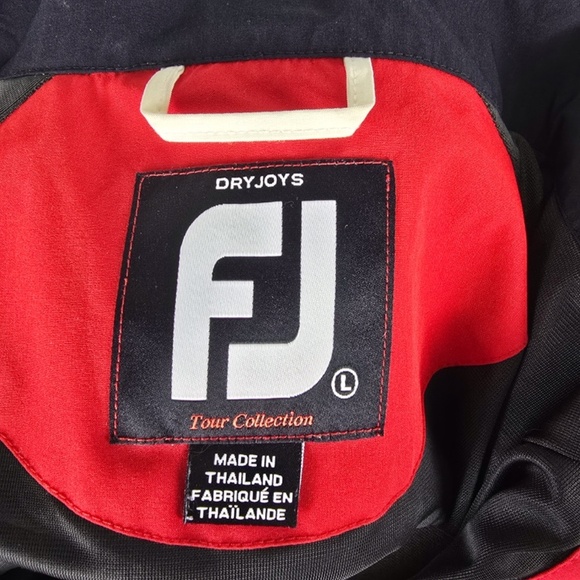 DRYJOYS
FJ
L
Tour Collection
MADE IN
THAILAND
FABRIQUÉ EN
THAÏLANDE